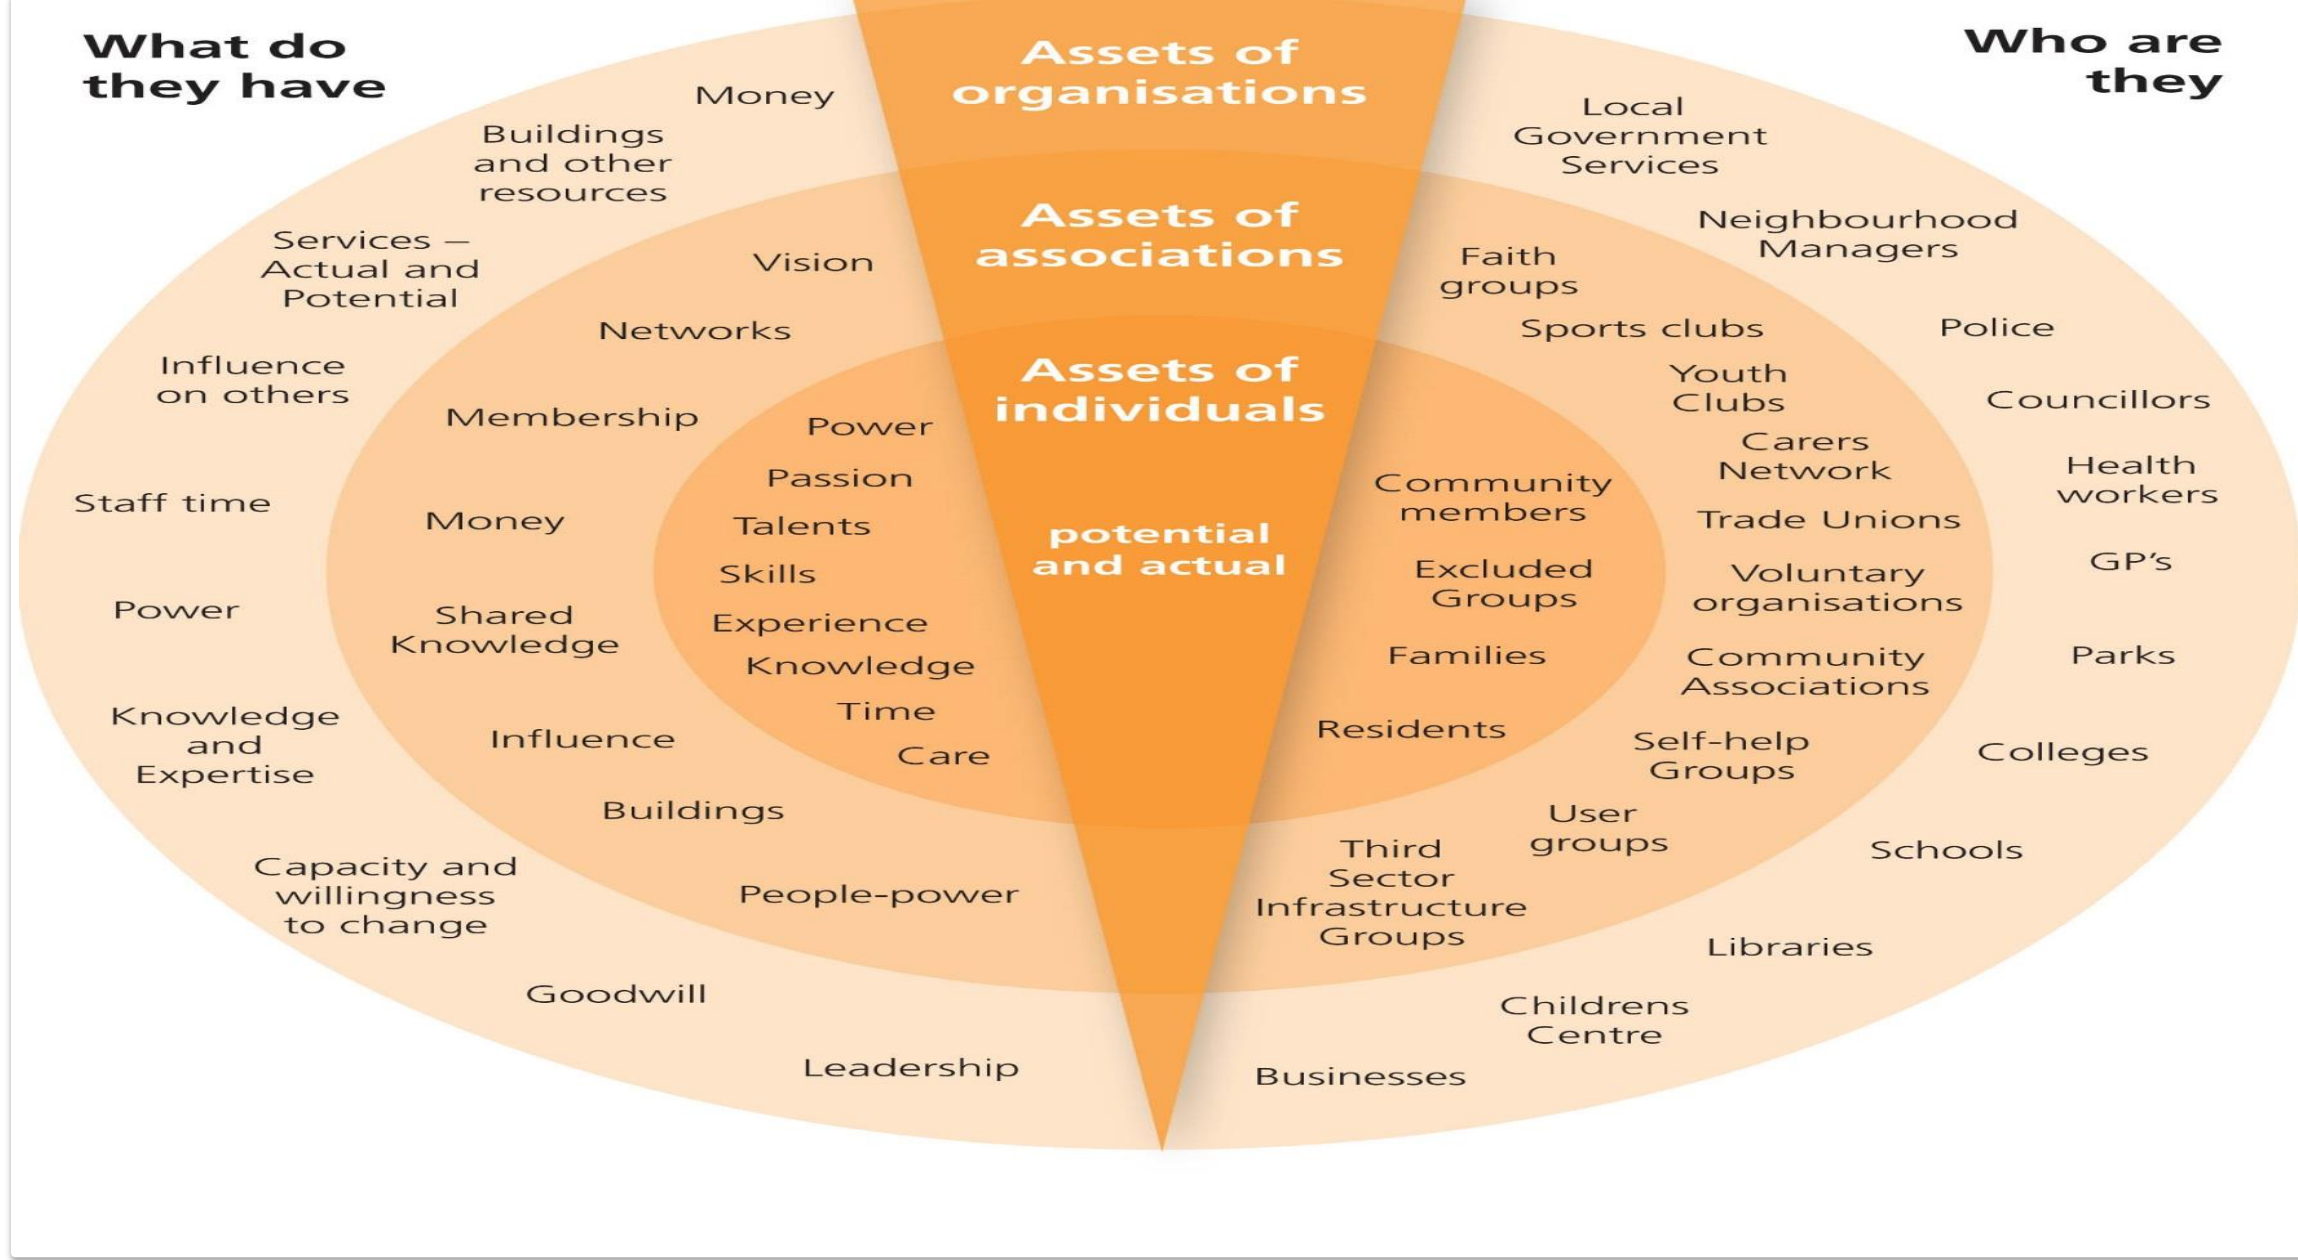 What do
they have
Who are
they
Assets of
organisations
Assets of
associations
Assets of
individuals
potential
and actual
Money
Buildings
and other
resources
Services –
Actual and
Potential
Influence
on others
Staff time
Power
Knowledge
and
Expertise
Capacity and
willingness
to change
Goodwill
Leadership
Vision
Networks
Membership
Money
Shared
Knowledge
Influence
Buildings
People-power
Power
Passion
Talents
Skills
Experience
Knowledge
Time
Care
Community
members
Excluded
Groups
Families
Residents
Faith
groups
Sports clubs
Youth
Clubs
Carers
Network
Trade Unions
Voluntary
organisations
Community
Associations
Self-help
Groups
User
groups
Third
Sector
Infrastructure
Groups
Local
Government
Services
Neighbourhood
Managers
Police
Councillors
Health
workers
GP’s
Parks
Colleges
Schools
Libraries
Childrens
Centre
Businesses